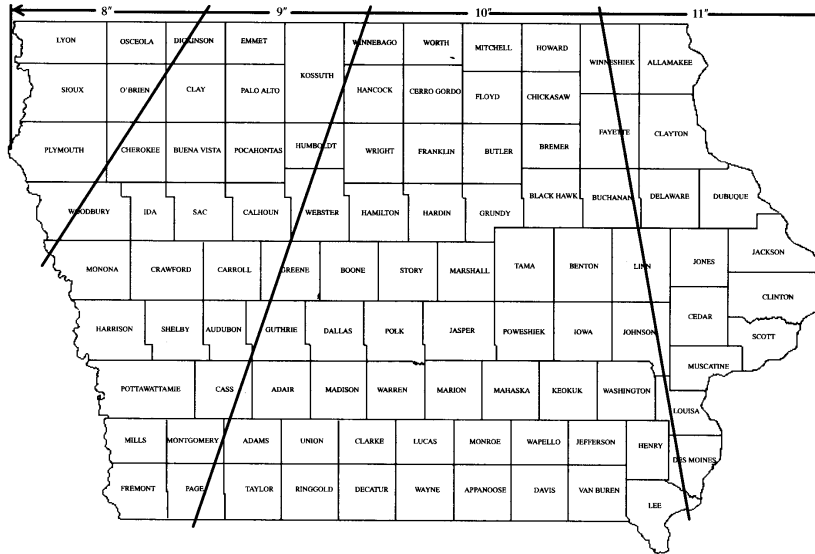 8" 9" 10" 11"
LYON OSCEOLA DICKINSON EMMET WINNEBAGO WORTH MITCHELL HOWARD WINNESHIEK ALLAMAKEE
KOSSUTH
SIOUX O'BRIEN CLAY PALO ALTO HANCOCK CERRO GORDO FLOYD CHICKASAW
PLYMOUTH CHEROKEE BUENA VISTA POCAHONTAS HUMBOLDT WRIGHT FRANKLIN BUTLER BREMER FAYETTE CLAYTON
WOODBURY IDA SAC CALHOUN WEBSTER HAMILTON HARDIN GRUNDY BLACK HAWK BUCHANAN DELAWARE DUBUQUE
MONONA CRAWFORD CARROLL GREENE BOONE STORY MARSHALL TAMA BENTON LINN JONES JACKSON
CLINTON
HARRISON SHELBY AUDUBON GUTHRIE DALLAS POLK JASPER POWESHIEK IOWA JOHNSON CEDAR SCOTT
MUSCATINE
POTTAWATTAMIE CASS ADAIR MADISON WARREN MARION MAHASKA KEOKUK WASHINGTON
LOUISA
MILLS MONTGOMERY ADAMS UNION CLARKE LUCAS MONROE WAPELLO JEFFERSON HENRY
DES MOINES
FREMONT PAGE TAYLOR RINGGOLD DECATUR WAYNE APPANOOSE DAVIS VAN BUREN LEE